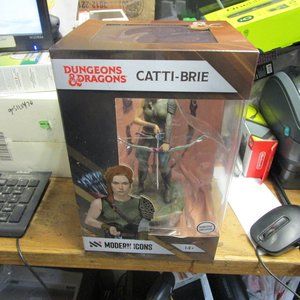 DUNGEONS
& DRAGONS
CATTI-BRIE
MODERN ICONS
14+